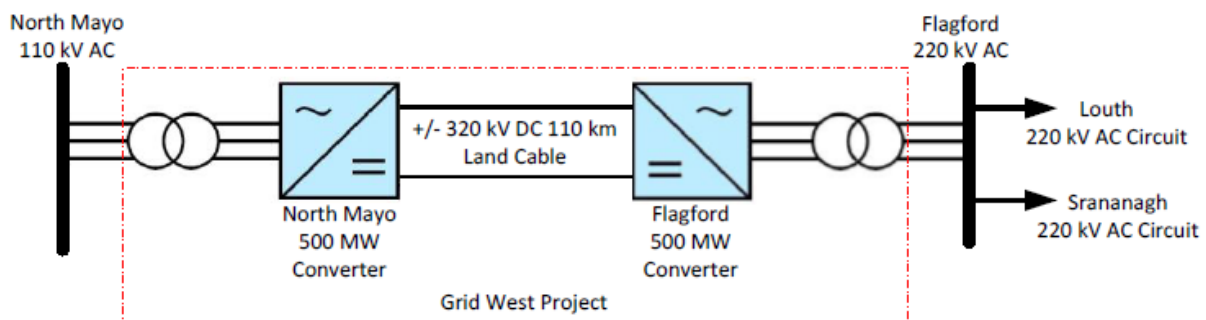 North Mayo
110 kV AC
Flagford
220 kV AC
+/- 320 kV DC 110 km
Land Cable
North Mayo
500 MW
Converter
Flagford
500 MW
Converter
Louth
220 kV AC Circuit
Srananagh
220 kV AC Circuit
Grid West Project